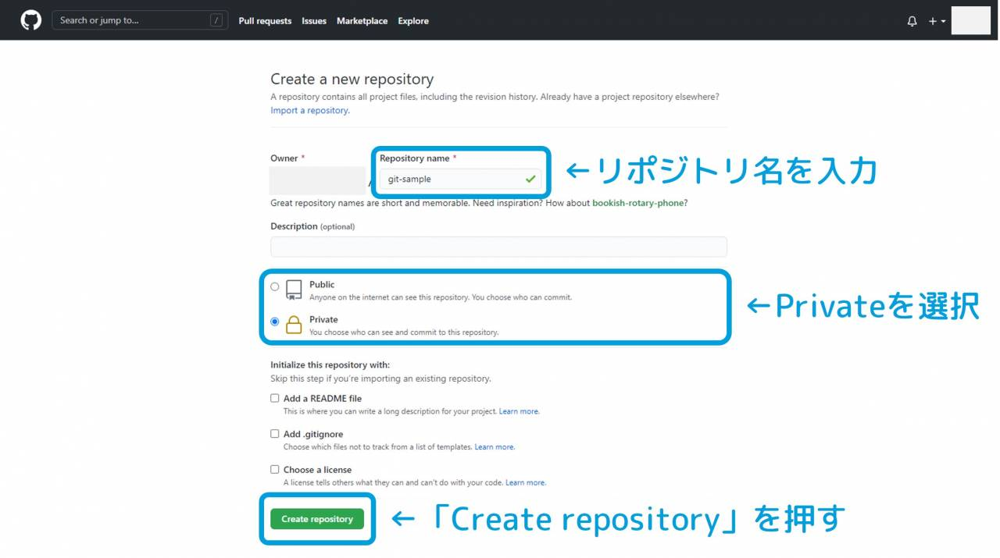 Search or jump to... /
Pull requests Issues Marketplace Explore
Create a new repository
A repository contains all project files, including the revision history. Already have a project repository elsewhere?
Import a repository.
Owner * Repository name *
/ git-sample
←リポジトリ名を入力
Great repository names are short and memorable. Need inspiration? How about bookish-rotary-phone?
Description (optional)
Public
Anyone on the internet can see this repository. You choose who can commit.
Private
You choose who can see and commit to this repository.
←Privateを選択
Initialize this repository with:
Skip this step if you're importing an existing repository.
Add a README file
This is where you can write a long description for your project. Learn more.
Add .gitignore
Choose which files not to track from a list of templates. Learn more.
Choose a license
A license tells others what they can and can't do with your code. Learn more.
Create repository
←「Create repository」を押す